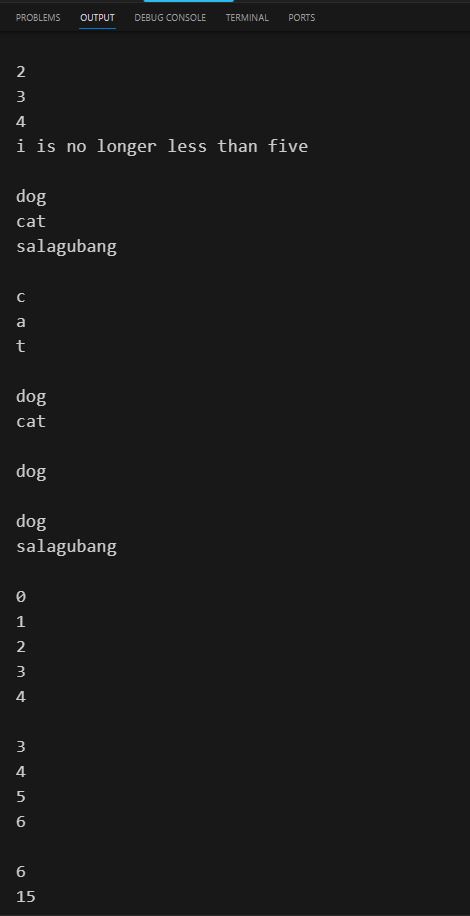 PROBLEMS OUTPUT DEBUG CONSOLE TERMINAL PORTS
2
3
4
i is no longer less than five
dog
cat
salagubang
c
a
t
dog
cat
dog
dog
salagubang
0
1
2
3
4
3
4
5
6
6
15